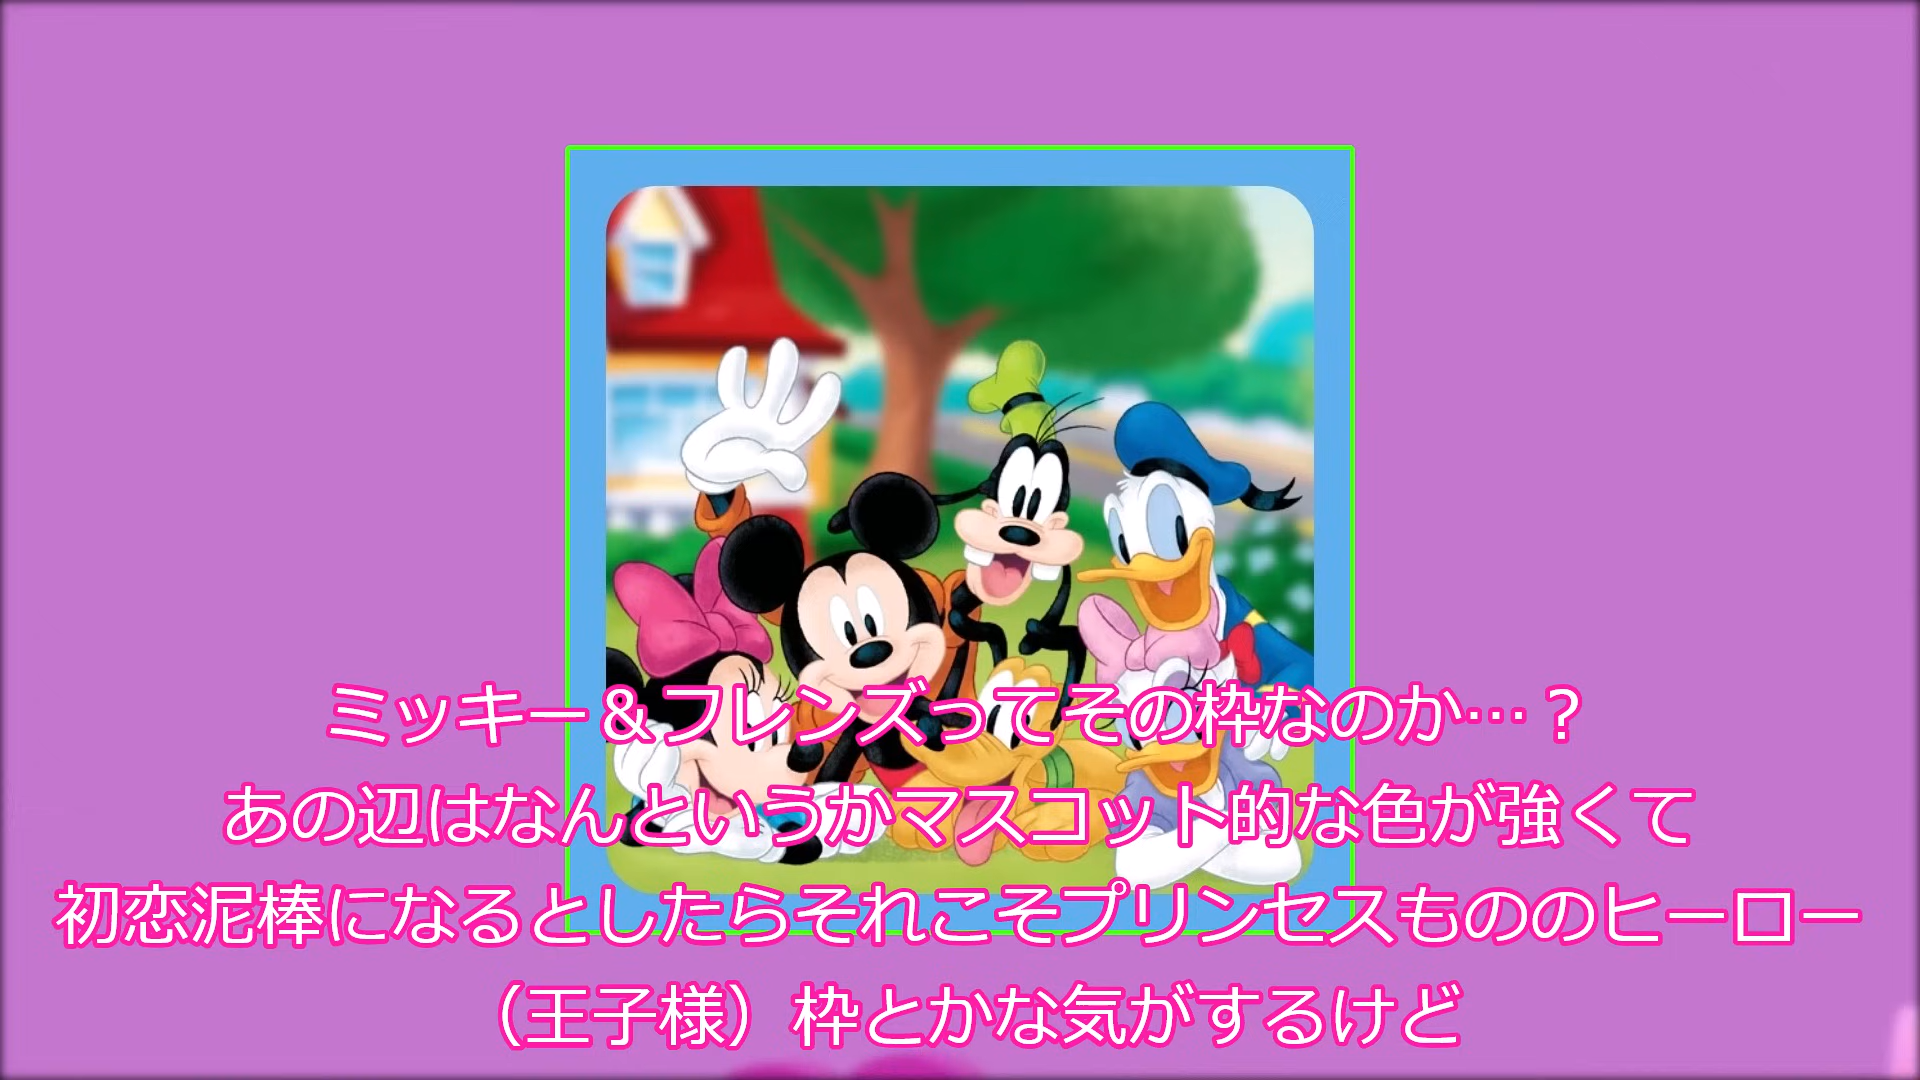 ミッキー＆フレンズってその枠なのか…？
あの辺はなんというかマスコット的な色が強くて
初恋泥棒になるとしたらそれこそプリンセスもののヒーロー
（王子様）枠とかな気がするけど